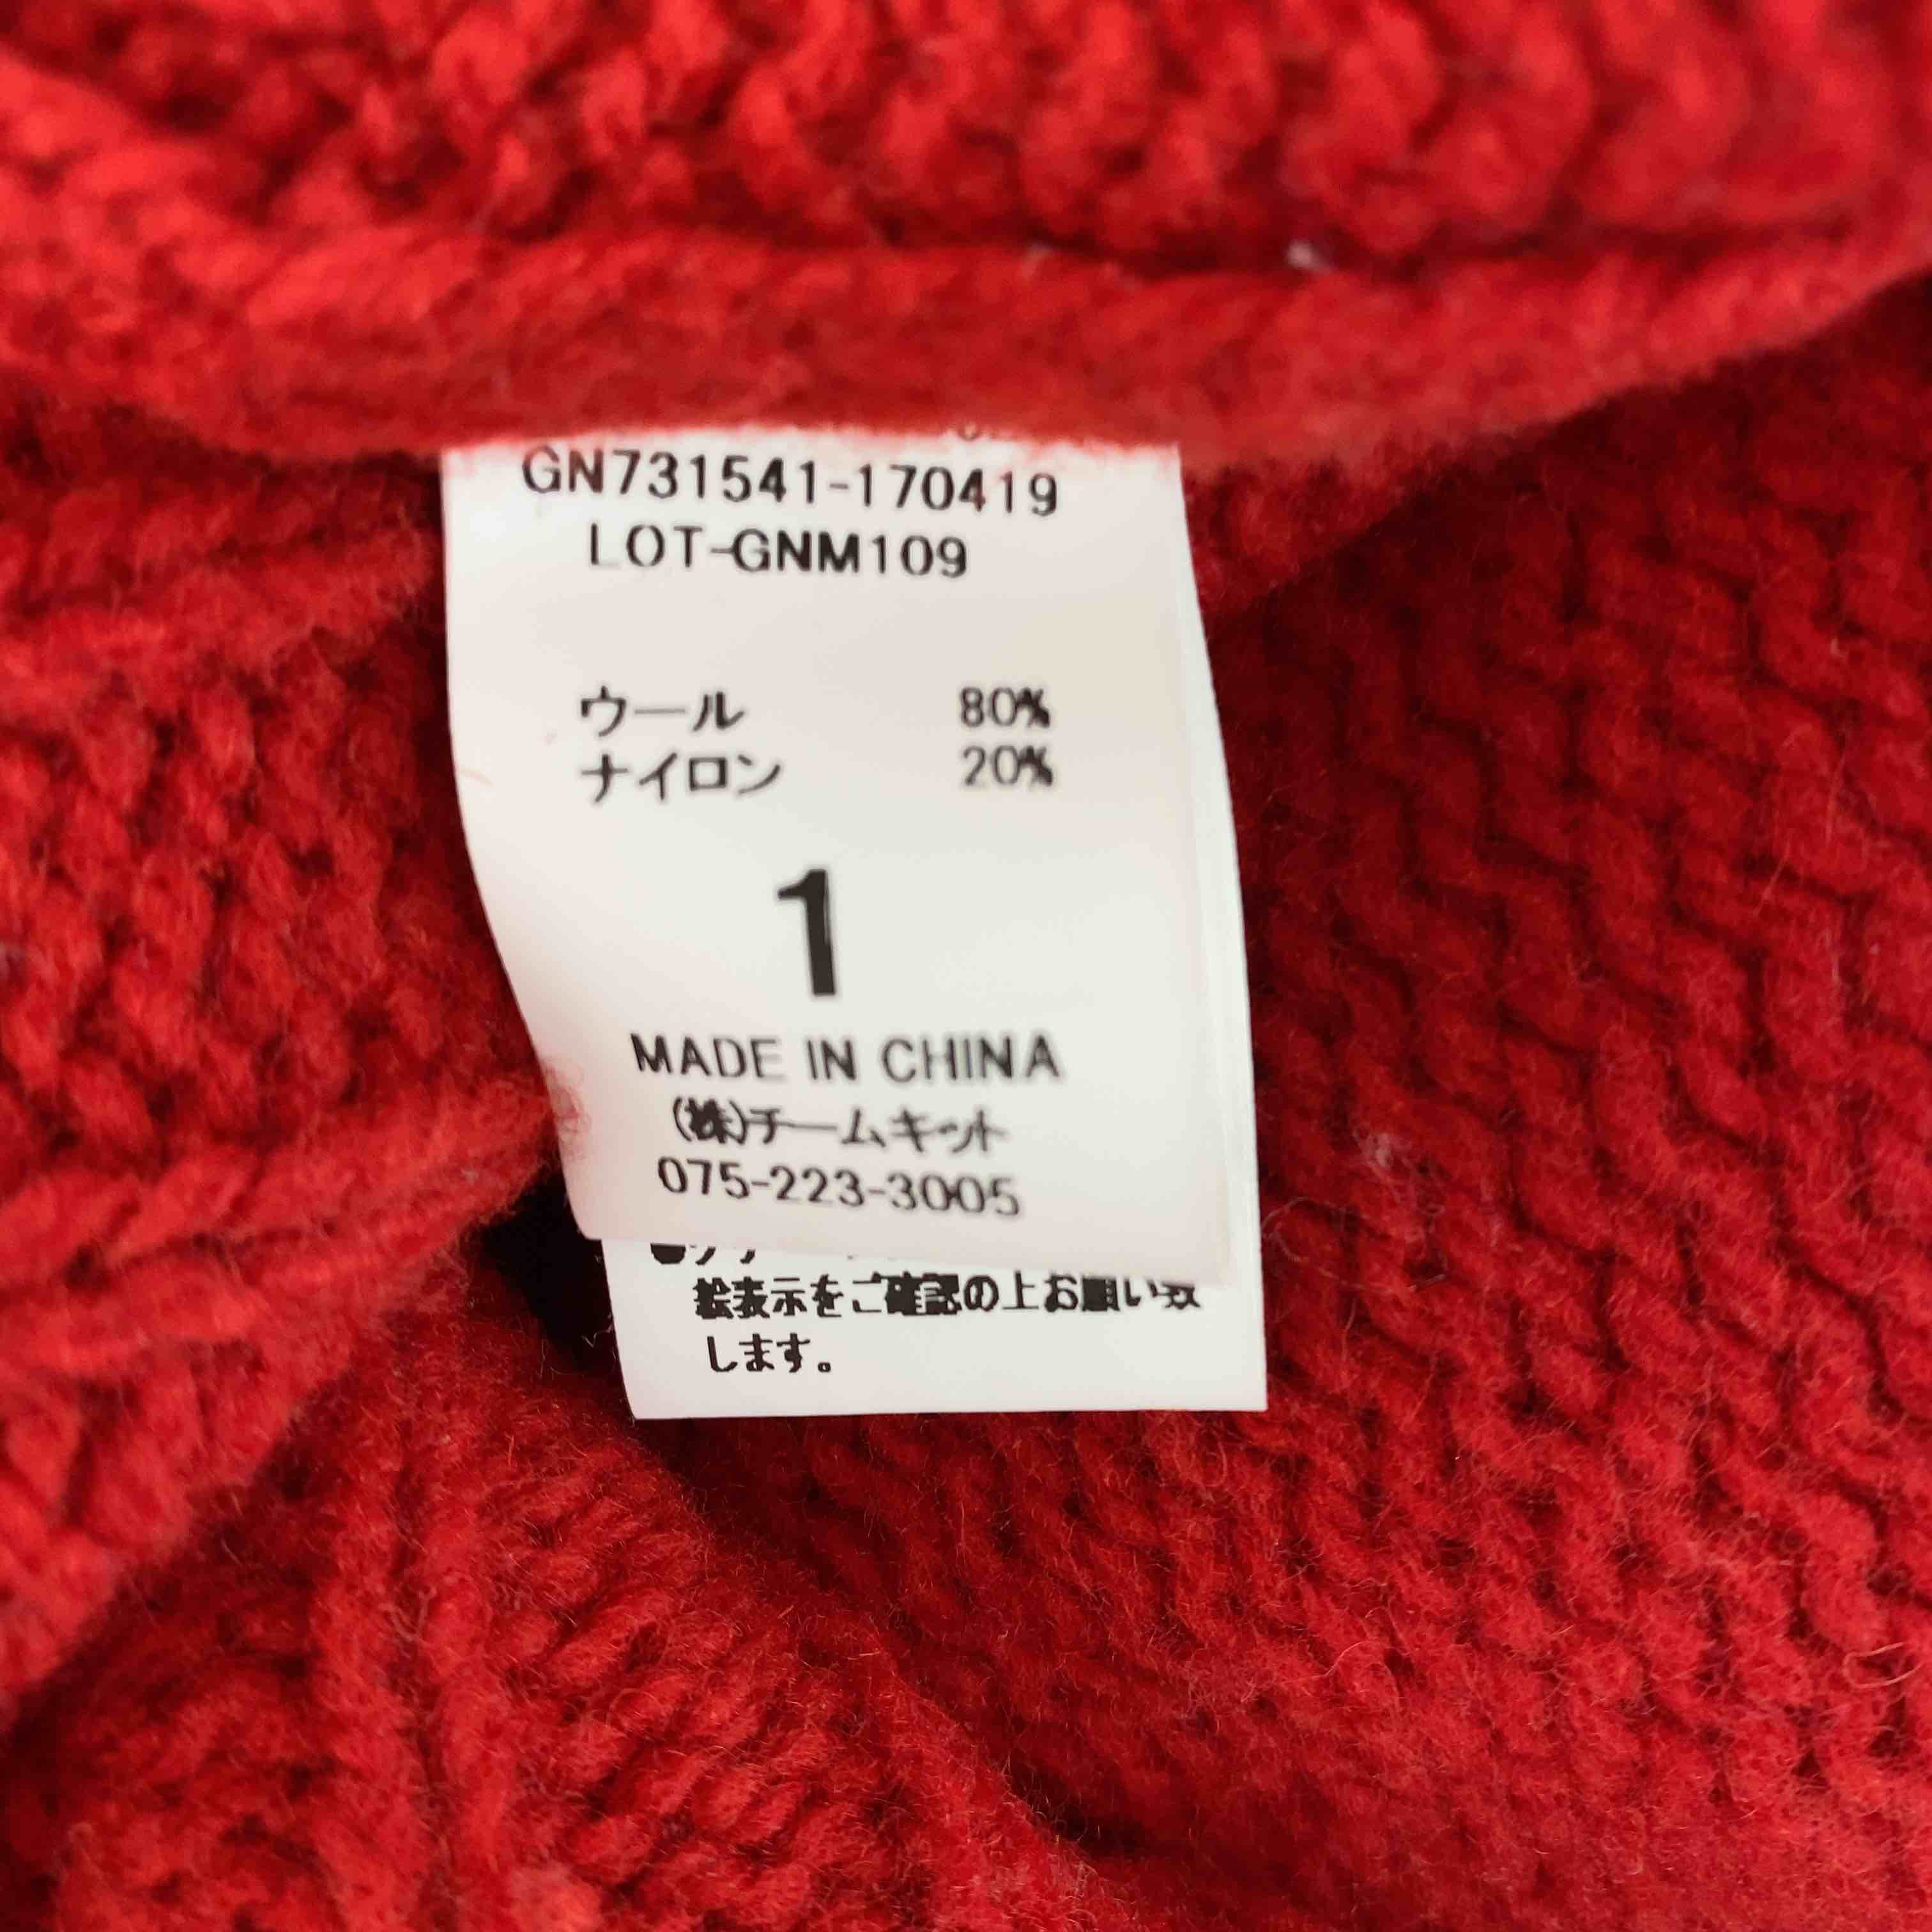 GN731541-170419
LOT-GNM109
ウール 80%
ナイロン 20%
1
MADE IN CHINA
(株)チームキット
075-223-3005
絵表示をご確認の上お願い致
します。